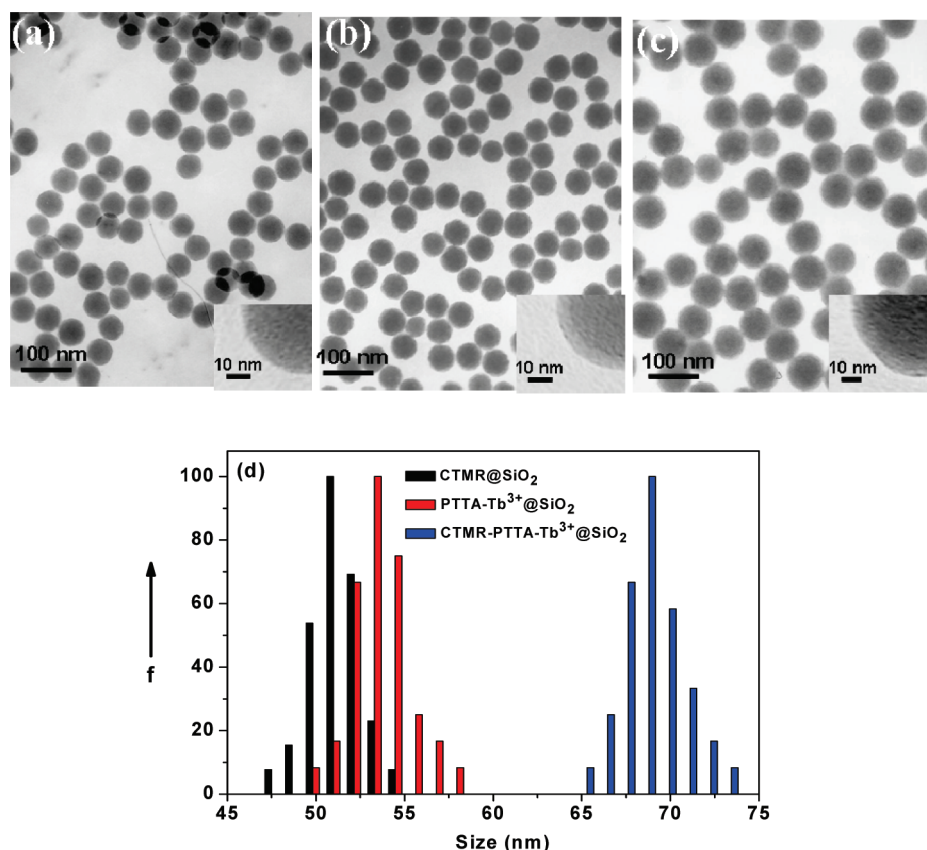 (a)
(b)
(c)
100 nm
10 nm
100 nm
10 nm
100 nm
10 nm
(d)
CTMR@SiO₂
PTTA-Tb³⁺@SiO₂
CTMR-PTTA-Tb³⁺@SiO₂
100
80
60
40
20
0
f
45 50 55 60 65 70 75
Size (nm)